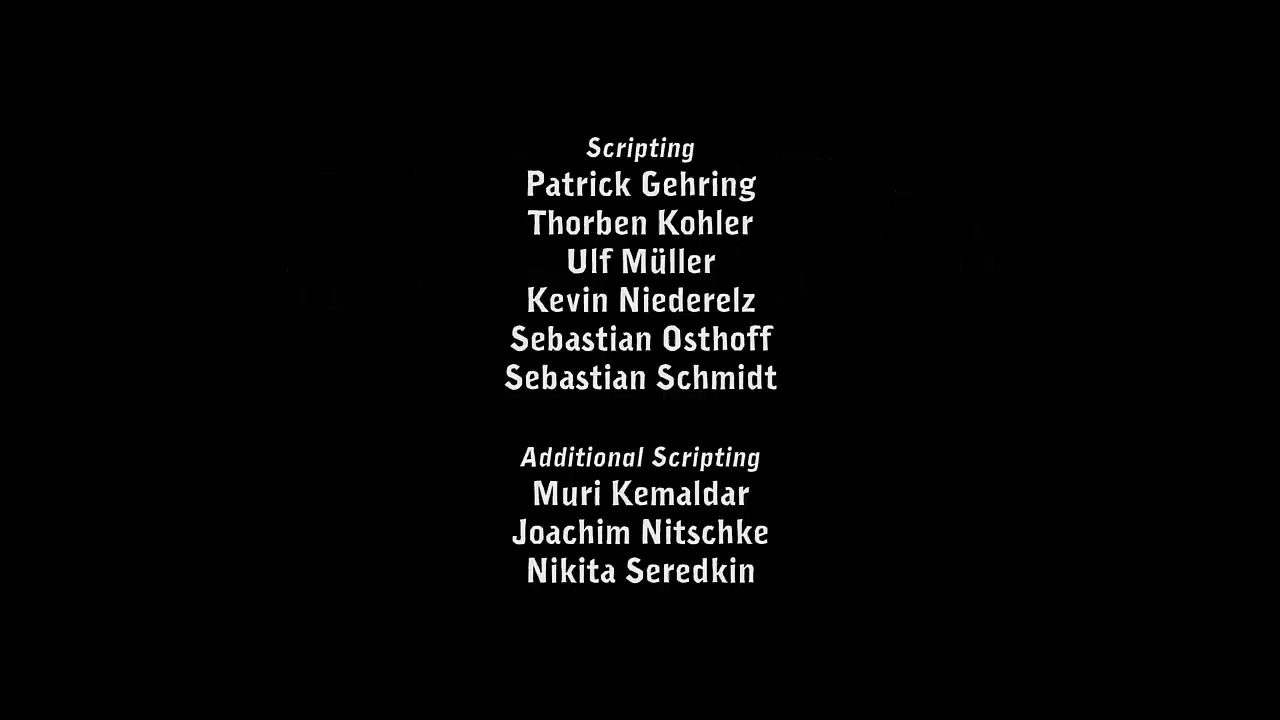 Scripting
Patrick Gehring
Thorben Kohler
Ulf Müller
Kevin Niederelz
Sebastian Osthoff
Sebastian Schmidt
Additional Scripting
Muri Kemaldar
Joachim Nitschke
Nikita Seredkin